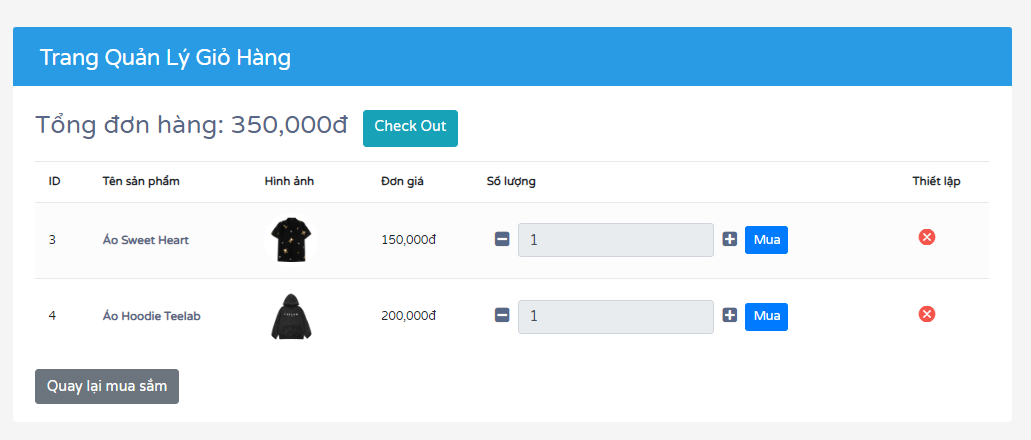 Trang Quản Lý Giỏ Hàng
Tổng đơn hàng: 350,000đ Check Out
ID Tên sản phẩm Hình ảnh Đơn giá Số lượng Thiết lập
3 Áo Sweet Heart 150,000đ 1 Mua
4 Áo Hoodie Teelab 200,000đ 1 Mua
Quay lại mua sắm